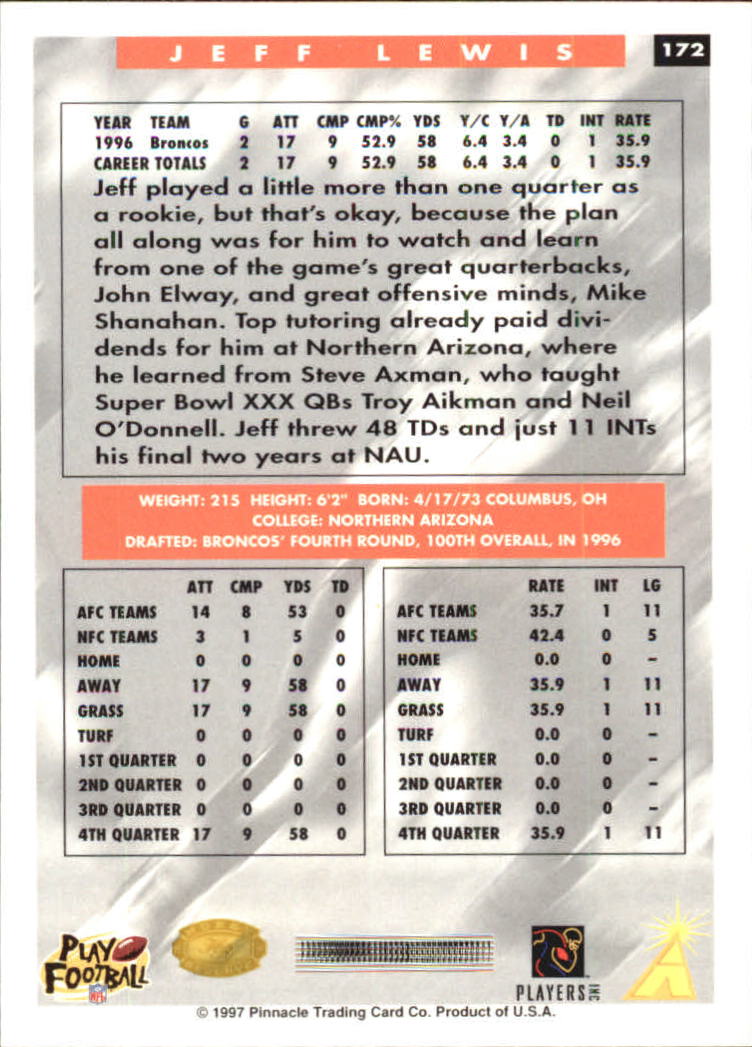 JEFF LEWIS
172
YEAR TEAM G ATT CMP CMP% YDS Y/C Y/A TD INT RATE
1996 Broncos 2 17 9 52.9 58 6.4 3.4 0 1 35.9
CAREER TOTALS 2 17 9 52.9 58 6.4 3.4 0 1 35.9
Jeff played a little more than one quarter as
a rookie, but that's okay, because the plan
all along was for him to watch and learn
from one of the game's great quarterbacks,
John Elway, and great offensive minds, Mike
Shanahan. Top tutoring already paid divi-
dends for him at Northern Arizona, where
he learned from Steve Axman, who taught
Super Bowl XXX QBs Troy Aikman and Neil
O'Donnell. Jeff threw 48 TDs and just 11 INTs
his final two years at NAU.
WEIGHT: 215 HEIGHT: 6'2" BORN: 4/17/73 COLUMBUS, OH
COLLEGE: NORTHERN ARIZONA
DRAFTED: BRONCOS' FOURTH ROUND, 100TH OVERALL, IN 1996
ATT CMP YDS TD
AFC TEAMS 14 8 53 0
NFC TEAMS 3 1 5 0
HOME 0 0 0 0
AWAY 17 9 58 0
GRASS 17 9 58 0
TURF 0 0 0 0
1ST QUARTER 0 0 0 0
2ND QUARTER 0 0 0 0
3RD QUARTER 0 0 0 0
4TH QUARTER 17 9 58 0
RATE INT LG
AFC TEAMS 35.7 1 11
NFC TEAMS 42.4 0 5
HOME 0.0 0 -
AWAY 35.9 1 11
GRASS 35.9 1 11
TURF 0.0 0 -
1ST QUARTER 0.0 0 -
2ND QUARTER 0.0 0 -
3RD QUARTER 0.0 0 -
4TH QUARTER 35.9 1 11
PLAY
FOOTBALL
NFL
PLAYERS INC
© 1997 Pinnacle Trading Card Co. Product of U.S.A.